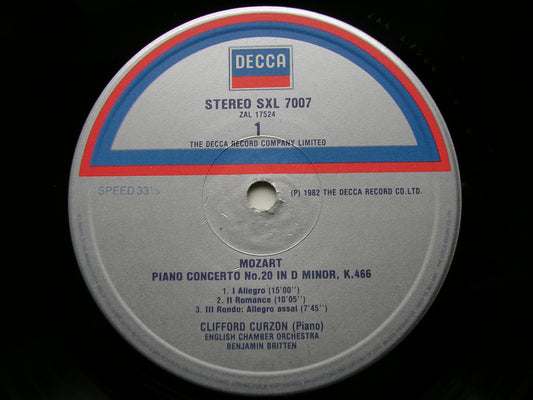 DECCA
STEREO SXL 7007
ZAL 17524
1
THE DECCA RECORD COMPANY LIMITED
SPEED 33⅓
(P) 1982 THE DECCA RECORD CO.LTD.
MOZART
PIANO CONCERTO No.20 IN D MINOR, K.466
1. I Allegro (15'00'')
2. II Romance (10'05'')
3. III Rondo: Allegro assai (7'45'')
CLIFFORD CURZON (Piano)
ENGLISH CHAMBER ORCHESTRA
BENJAMIN BRITTEN